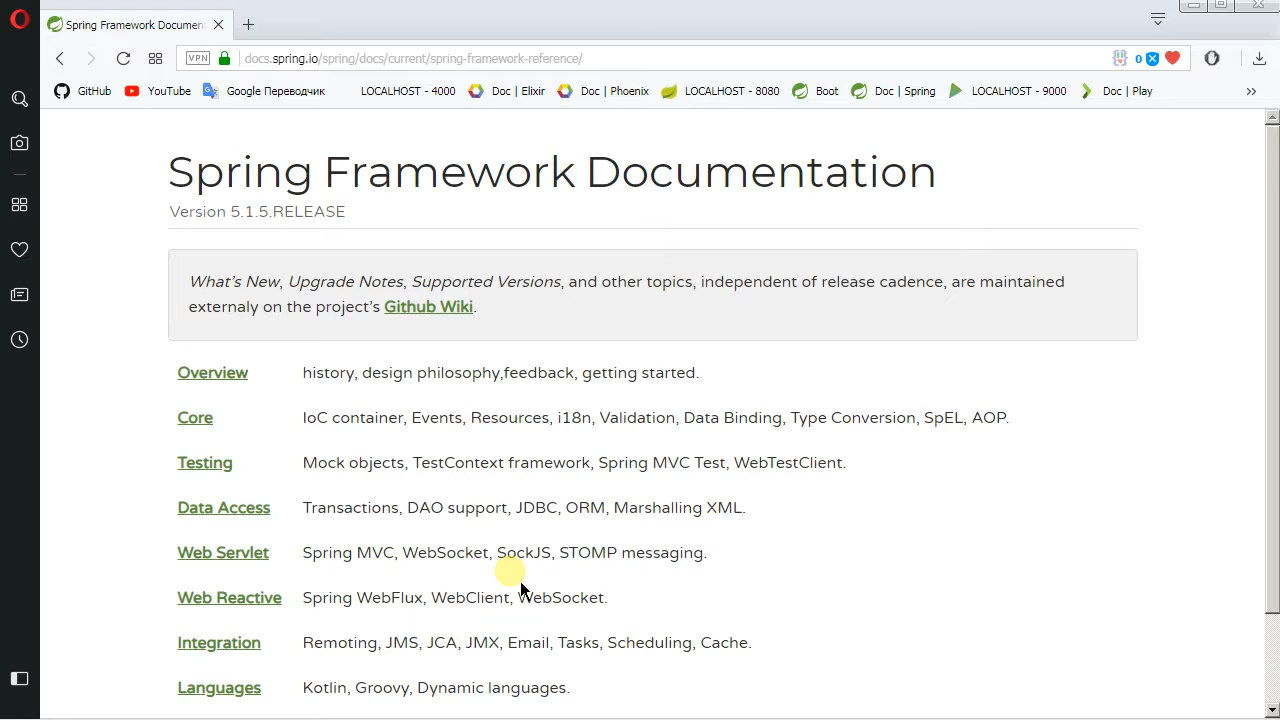 Spring Framework Documen
VPN
docs.spring.io/spring/docs/current/spring-framework-reference/
0
GitHub
YouTube
Google Переводчик
LOCALHOST - 4000
Doc | Elixir
Doc | Phoenix
LOCALHOST - 8080
Boot
Doc | Spring
LOCALHOST - 9000
Doc | Play
Spring Framework Documentation
Version 5.1.5.RELEASE
What's New, Upgrade Notes, Supported Versions, and other topics, independent of release cadence, are maintained
externaly on the project's Github Wiki.
Overview history, design philosophy,feedback, getting started.
Core IoC container, Events, Resources, i18n, Validation, Data Binding, Type Conversion, SpEL, AOP.
Testing Mock objects, TestContext framework, Spring MVC Test, WebTestClient.
Data Access Transactions, DAO support, JDBC, ORM, Marshalling XML.
Web Servlet Spring MVC, WebSocket, SockJS, STOMP messaging.
Web Reactive Spring WebFlux, WebClient, WebSocket.
Integration Remoting, JMS, JCA, JMX, Email, Tasks, Scheduling, Cache.
Languages Kotlin, Groovy, Dynamic languages.